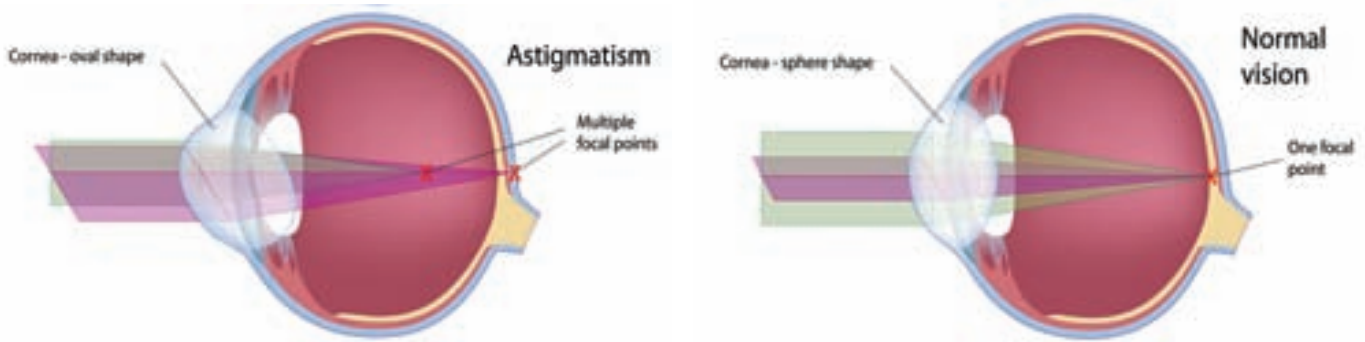 Cornea - oval shape
Astigmatism
Multiple
focal points
Cornea - sphere shape
Normal
vision
One focal
point